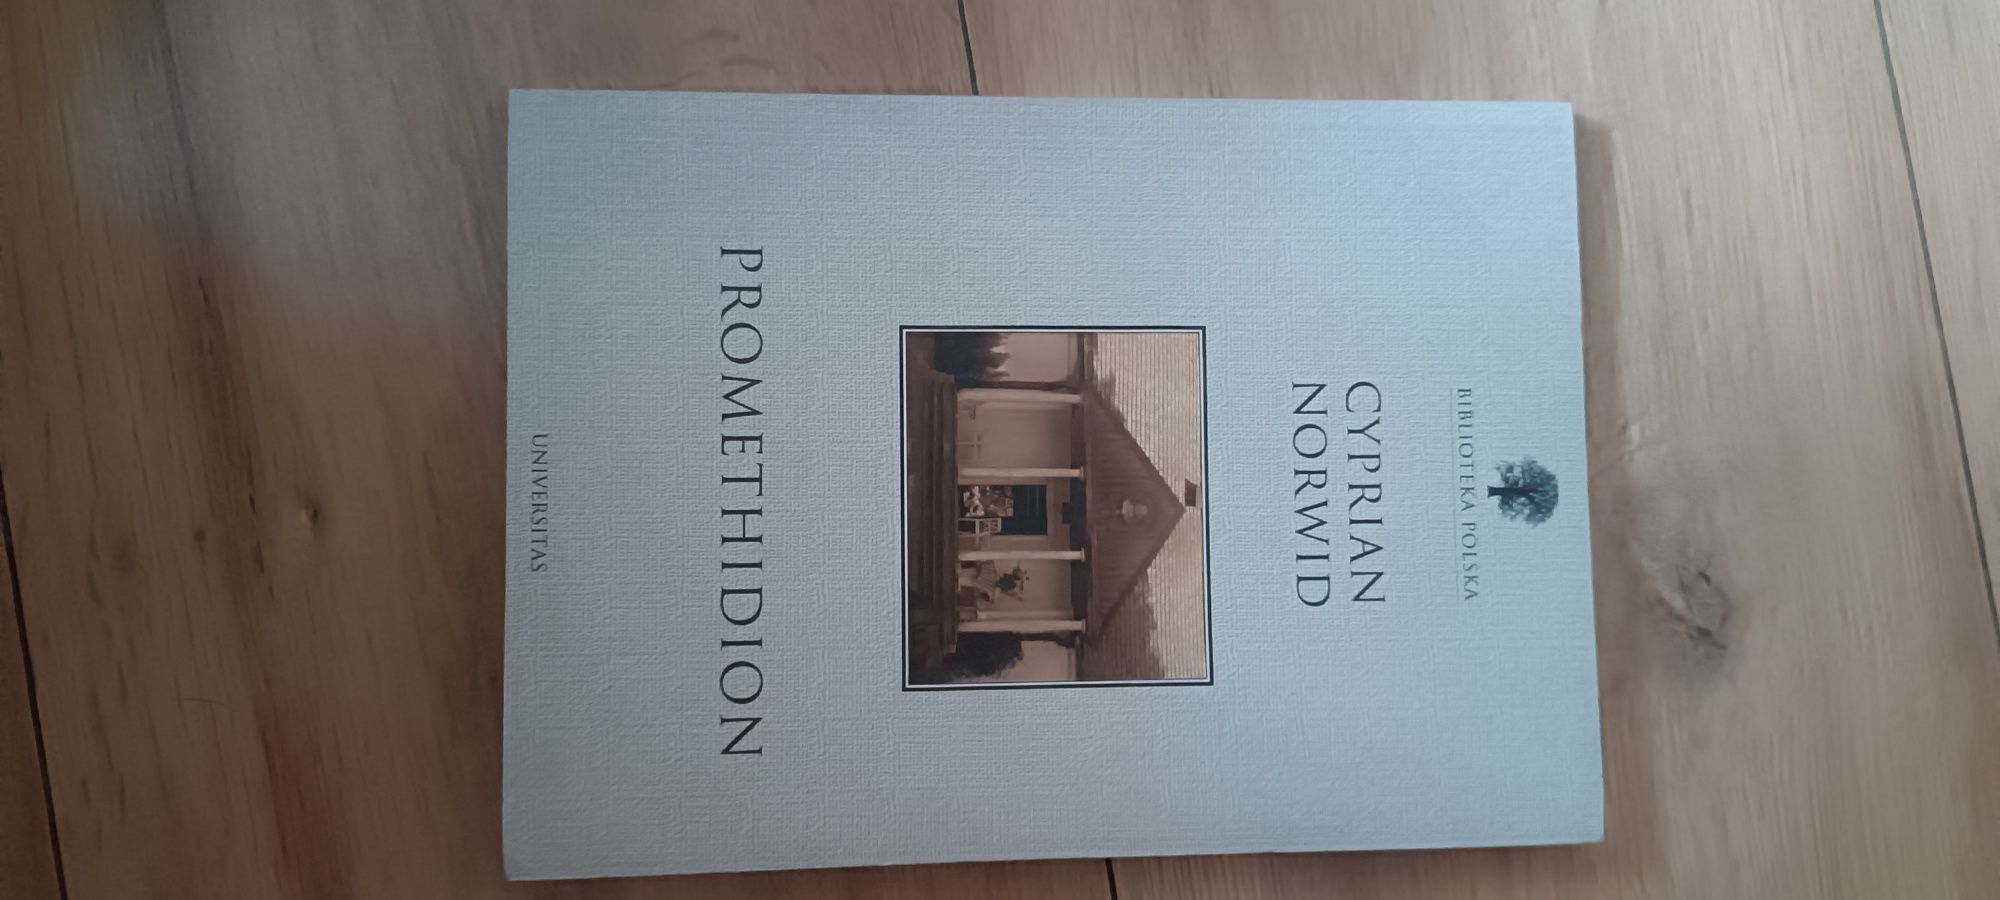 BIBLIOTEKA POLSKA
CYPRIAN
NORWID
PROMETHIDION
UNIVERSITAS